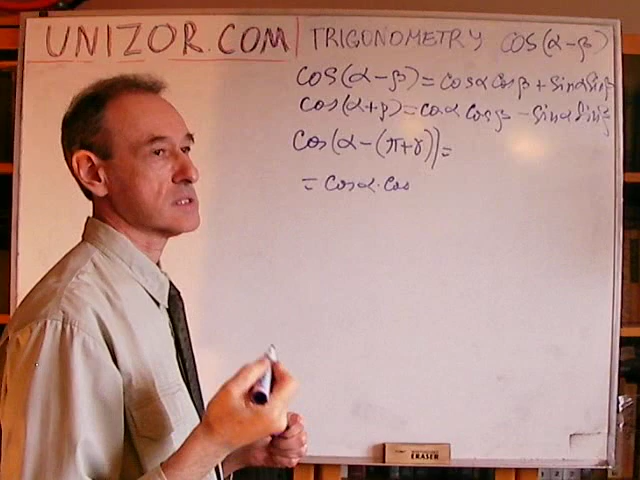 UNIZOR.COM | TRIGONOMETRY COS(α-β)
cos(α-β)=cosα cosβ + sinα sinβ
cos(α+β)=cosα cosβ - sinα sinβ
cos(α-(π+γ))=
= cosα·cos
ERASER